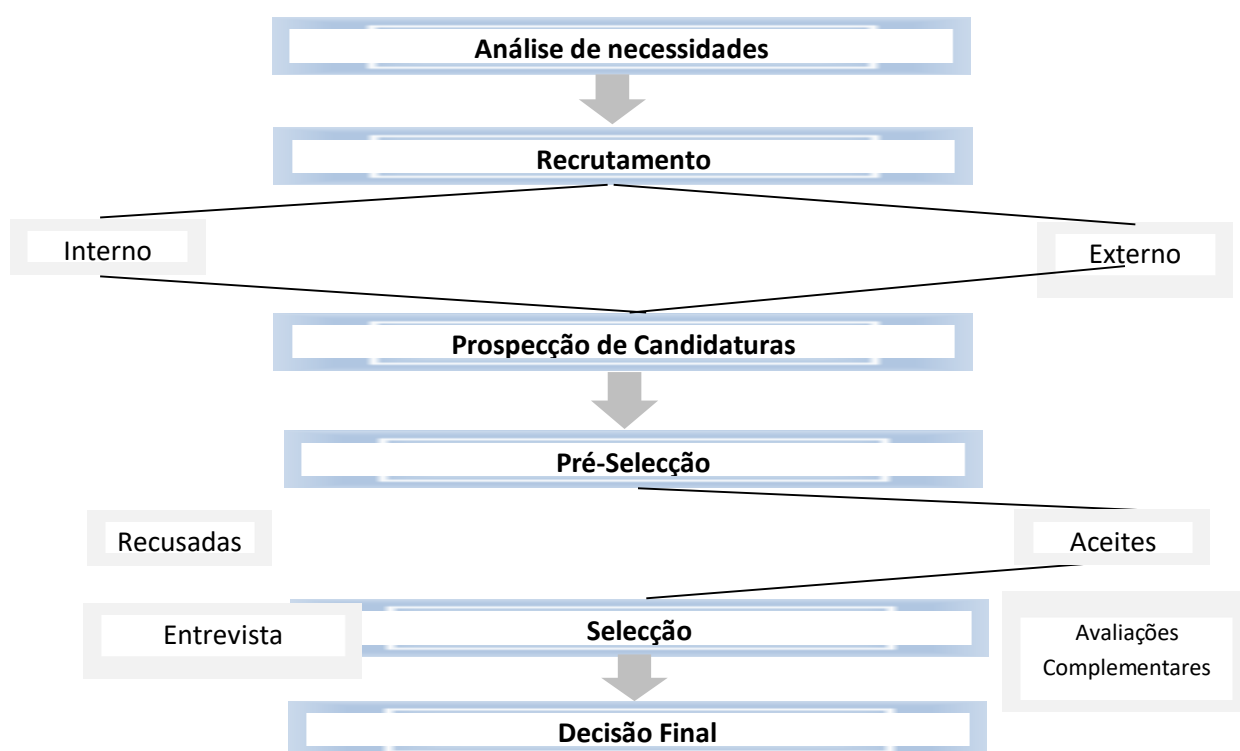 Análise de necessidades
Recrutamento
Interno
Externo
Prospecção de Candidaturas
Pré-Selecção
Recusadas
Aceites
Entrevista
Selecção
Avaliações
Complementares
Decisão Final